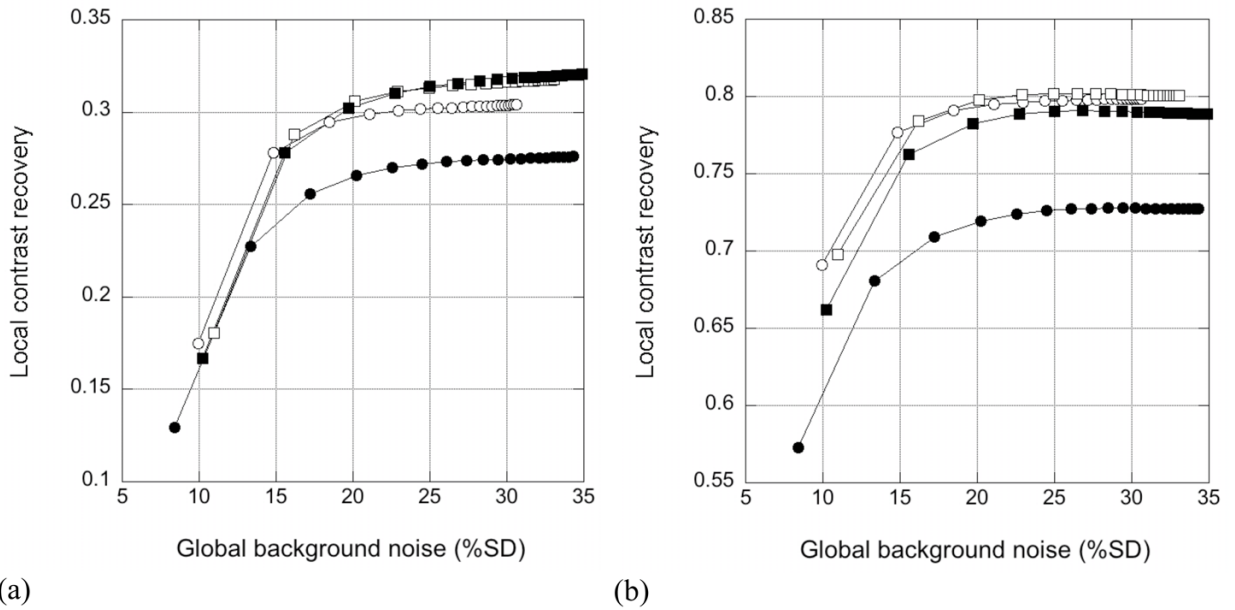 0.35
0.3
0.25
0.2
0.15
0.1
5 10 15 20 25 30 35
Local contrast recovery
Global background noise (%SD)
(a)
0.85
0.8
0.75
0.7
0.65
0.6
0.55
5 10 15 20 25 30 35
Local contrast recovery
Global background noise (%SD)
(b)